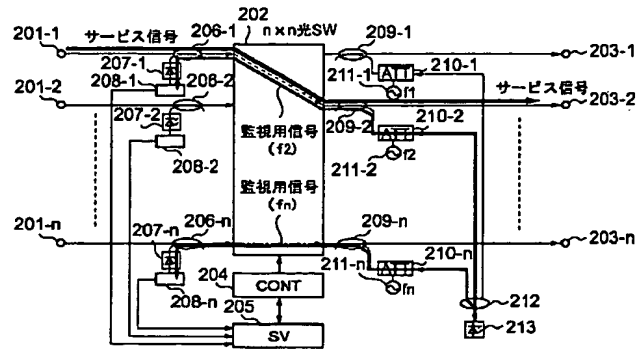 202
n×n光SW
201-1
サービス信号
206-1
209-1
203-1
207-1
208-1
208-2
211-1
ATT
210-1
f1
サービス信号
201-2
203-2
207-2
209-2
ATT
210-2
監視用信号
(f2)
208-2
211-2
f2
監視用信号
(fn)
201-n
206-n
209-n
203-n
207-n
211-n
ATT
210-n
204
fn
208-n
CONT
212
205
SV
213